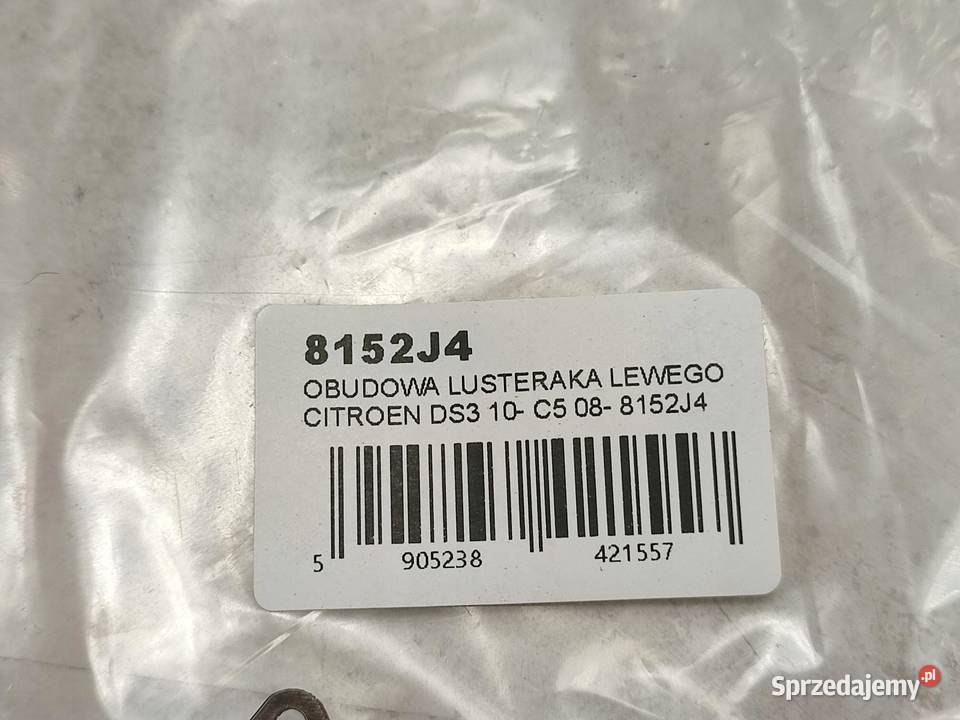 8152J4
OBUDOWA LUSTERAKA LEWEGO
CITROEN DS3 10- C5 08- 8152J4
5 905238 421557
Sprzedajemy.pl